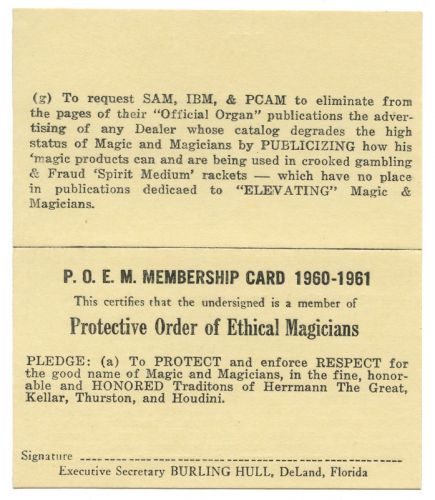 (g) To request SAM, IBM, & PCAM to eliminate from
the pages of their "Official Organ" publications the adver-
tising of any Dealer whose catalog degrades the high
status of Magic and Magicians by PUBLICIZING how his
'magic products can and are being used in crooked gambling
& Fraud 'Spirit Medium' rackets — which have no place
in publications dedicaed to "ELEVATING" Magic &
Magicians.
P. O. E. M. MEMBERSHIP CARD 1960-1961
This certifies that the undersigned is a member of
Protective Order of Ethical Magicians
PLEDGE: (a) To PROTECT and enforce RESPECT for
the good name of Magic and Magicians, in the fine, honor-
able and HONORED Traditons of Herrmann The Great,
Kellar, Thurston, and Houdini.
Signature
Executive Secretary BURLING HULL, DeLand, Florida